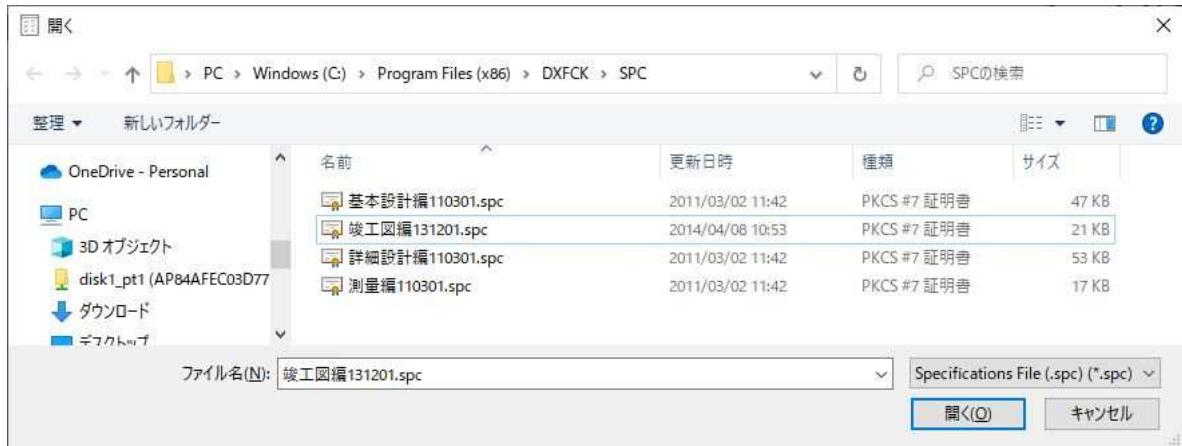 開く
PC › Windows (C:) › Program Files (x86) › DXFCK › SPC
SPCの検索
整理 新しいフォルダー
名前 更新日時 種類 サイズ
OneDrive - Personal
PC
3D オブジェクト
disk1_pt1 (AP84AFEC03D77
ダウンロード
デスクトップ
基本設計編110301.spc 2011/03/02 11:42 PKCS #7 証明書 47 KB
竣工図編131201.spc 2014/04/08 10:53 PKCS #7 証明書 21 KB
詳細設計編110301.spc 2011/03/02 11:42 PKCS #7 証明書 53 KB
測量編110301.spc 2011/03/02 11:42 PKCS #7 証明書 17 KB
ファイル名(N): 竣工図編131201.spc
Specifications File (.spc) (*.spc)
開く(O) キャンセル